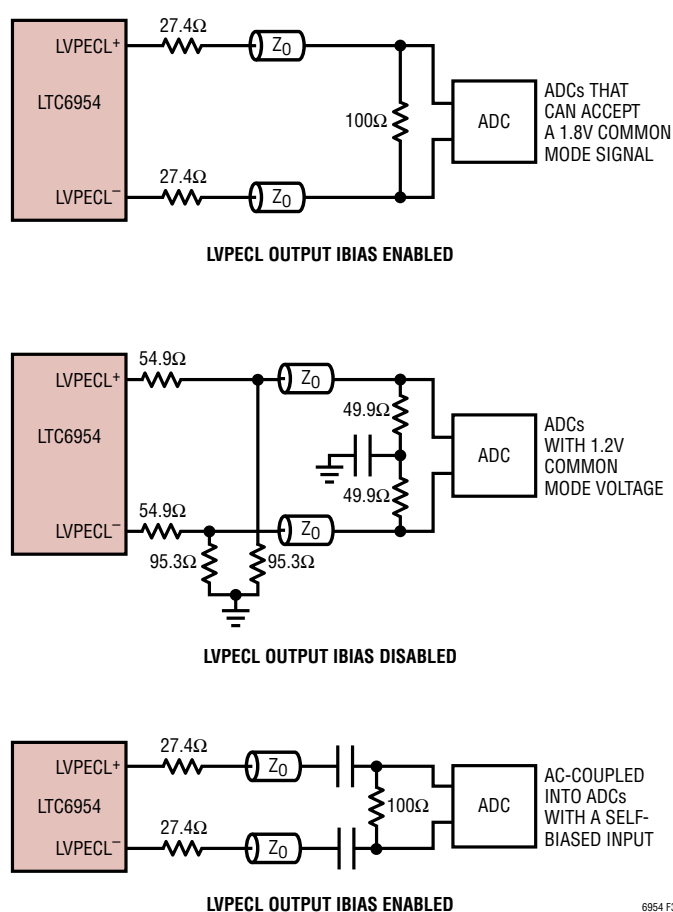 27.4Ω
LVPECL+
Z0
LTC6954
100Ω
ADC
ADCs THAT
CAN ACCEPT
A 1.8V COMMON
MODE SIGNAL
27.4Ω
LVPECL–
Z0
LVPECL OUTPUT IBIAS ENABLED
54.9Ω
LVPECL+
Z0
49.9Ω
LTC6954
ADC
ADCs
WITH 1.2V
COMMON
MODE VOLTAGE
49.9Ω
54.9Ω
LVPECL–
Z0
95.3Ω
95.3Ω
LVPECL OUTPUT IBIAS DISABLED
27.4Ω
LVPECL+
Z0
LTC6954
100Ω
ADC
AC-COUPLED
INTO ADCs
WITH A SELF-
BIASED INPUT
27.4Ω
LVPECL–
Z0
LVPECL OUTPUT IBIAS ENABLED
6954